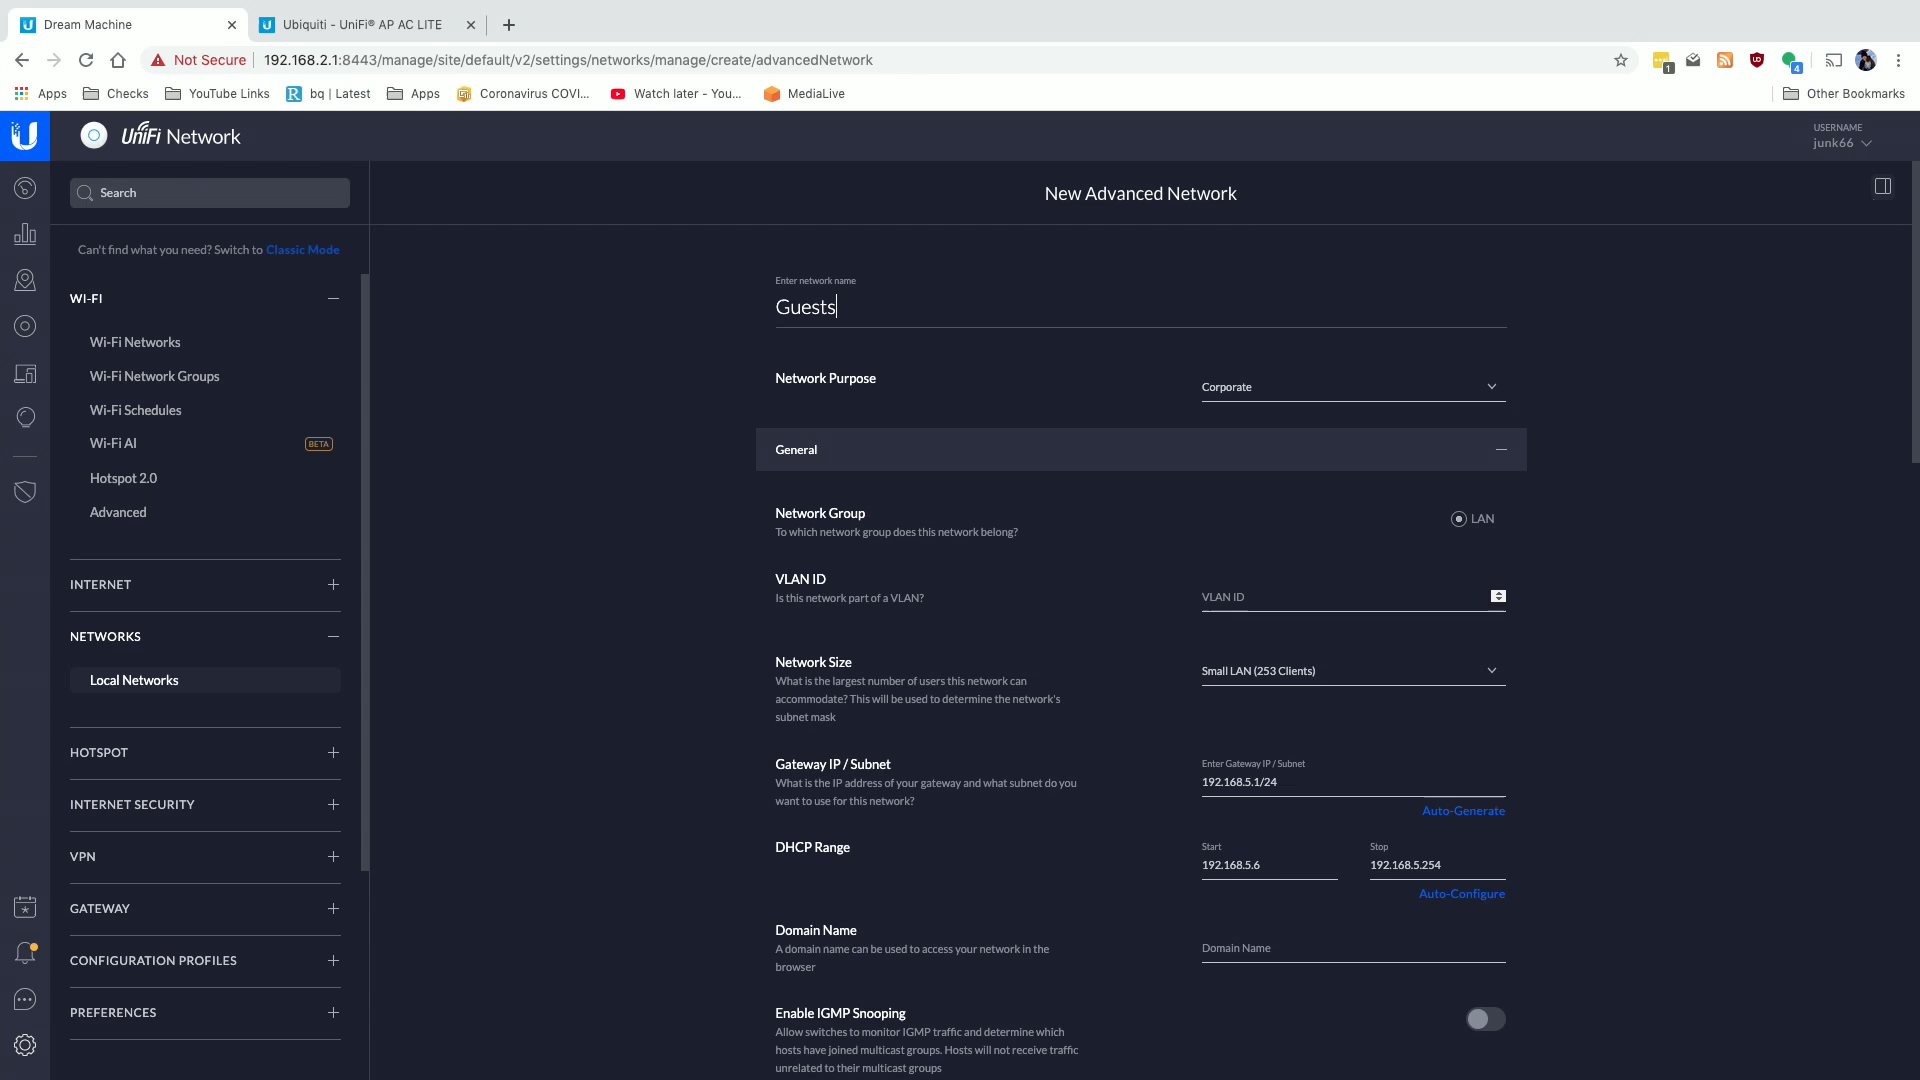 Dream Machine
Ubiquiti - UniFi® AP AC LITE
Not Secure
192.168.2.1:8443/manage/site/default/v2/settings/networks/manage/create/advancedNetwork
1
4
Apps
Checks
YouTube Links
bq | Latest
Apps
Coronavirus COVI...
Watch later - You...
MediaLive
Other Bookmarks
UniFi Network
USERNAME
junk66
Search
New Advanced Network
Can't find what you need? Switch to Classic Mode
WI-FI
Wi-Fi Networks
Wi-Fi Network Groups
Wi-Fi Schedules
Wi-Fi AI
BETA
Hotspot 2.0
Advanced
INTERNET
NETWORKS
Local Networks
HOTSPOT
INTERNET SECURITY
VPN
GATEWAY
CONFIGURATION PROFILES
PREFERENCES
Enter network name
Guests
Network Purpose
Corporate
General
Network Group
To which network group does this network belong?
LAN
VLAN ID
Is this network part of a VLAN?
VLAN ID
Network Size
What is the largest number of users this network can
accommodate? This will be used to determine the network's
subnet mask
Small LAN (253 Clients)
Gateway IP / Subnet
What is the IP address of your gateway and what subnet do you
want to use for this network?
Enter Gateway IP / Subnet
192.168.5.1/24
Auto-Generate
DHCP Range
Start
192.168.5.6
Stop
192.168.5.254
Auto-Configure
Domain Name
A domain name can be used to access your network in the
browser
Domain Name
Enable IGMP Snooping
Allow switches to monitor IGMP traffic and determine which
hosts have joined multicast groups. Hosts will not receive traffic
unrelated to their multicast groups